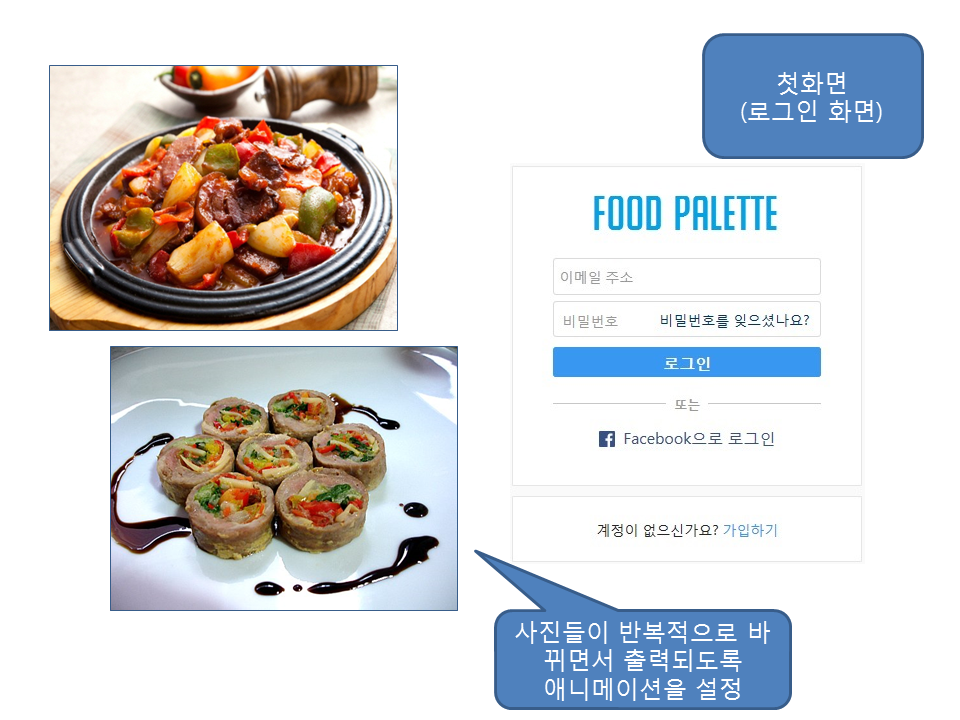 첫화면
(로그인 화면)
FOOD PALETTE
이메일 주소
비밀번호 비밀번호를 잊으셨나요?
로그인
또는
Facebook으로 로그인
계정이 없으신가요? 가입하기
사진들이 반복적으로 바
뀌면서 출력되도록
애니메이션을 설정